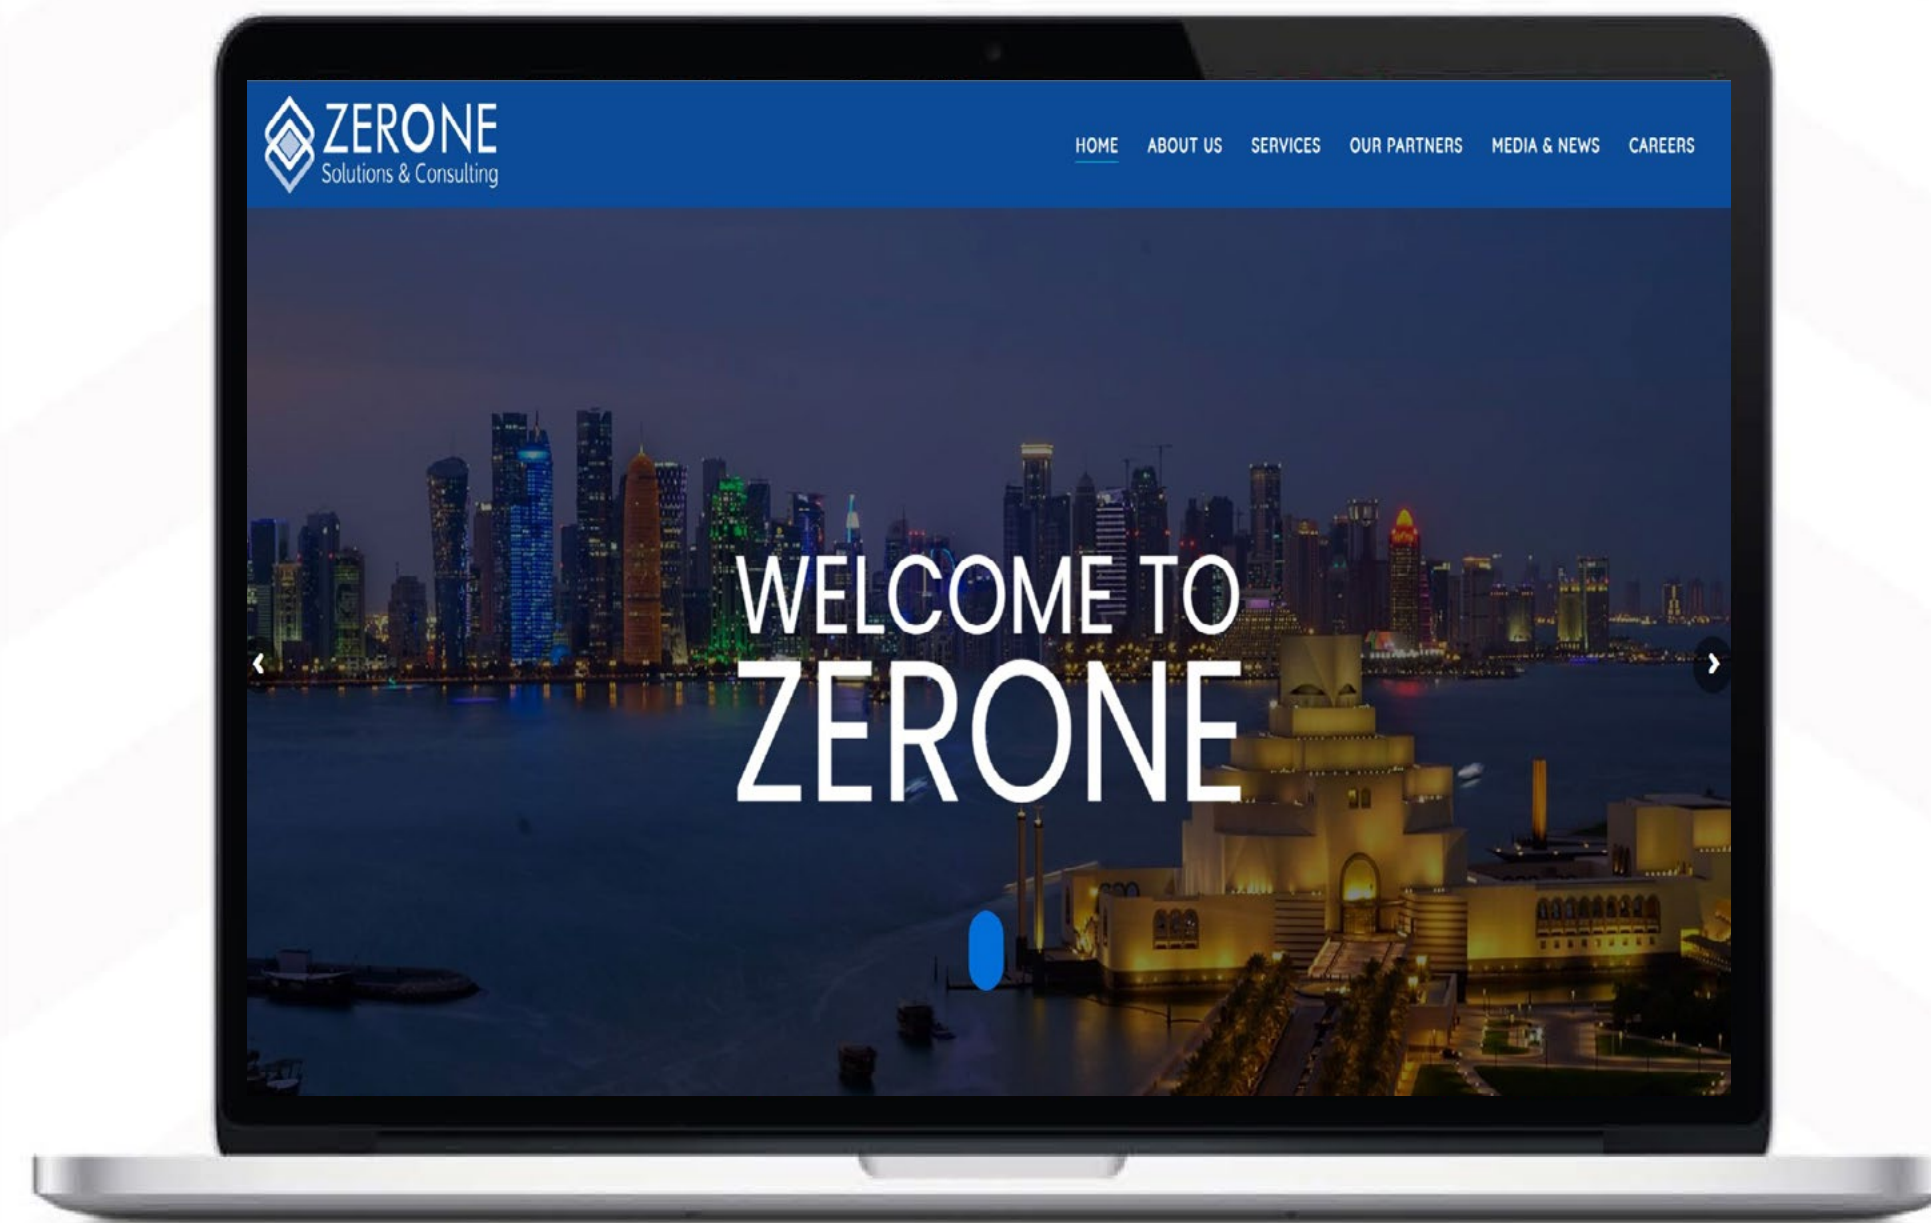 ZERONE
Solutions & Consulting
HOME ABOUT US SERVICES OUR PARTNERS MEDIA & NEWS CAREERS
WELCOME TO
ZERONE